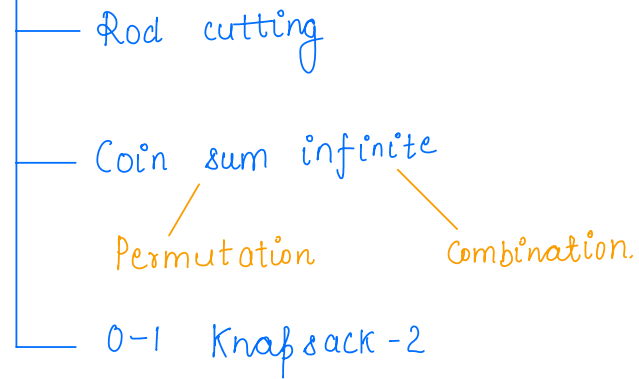 Rod cutting
Coin sum infinite
Permutation combination.
0-1 Knapsack-2